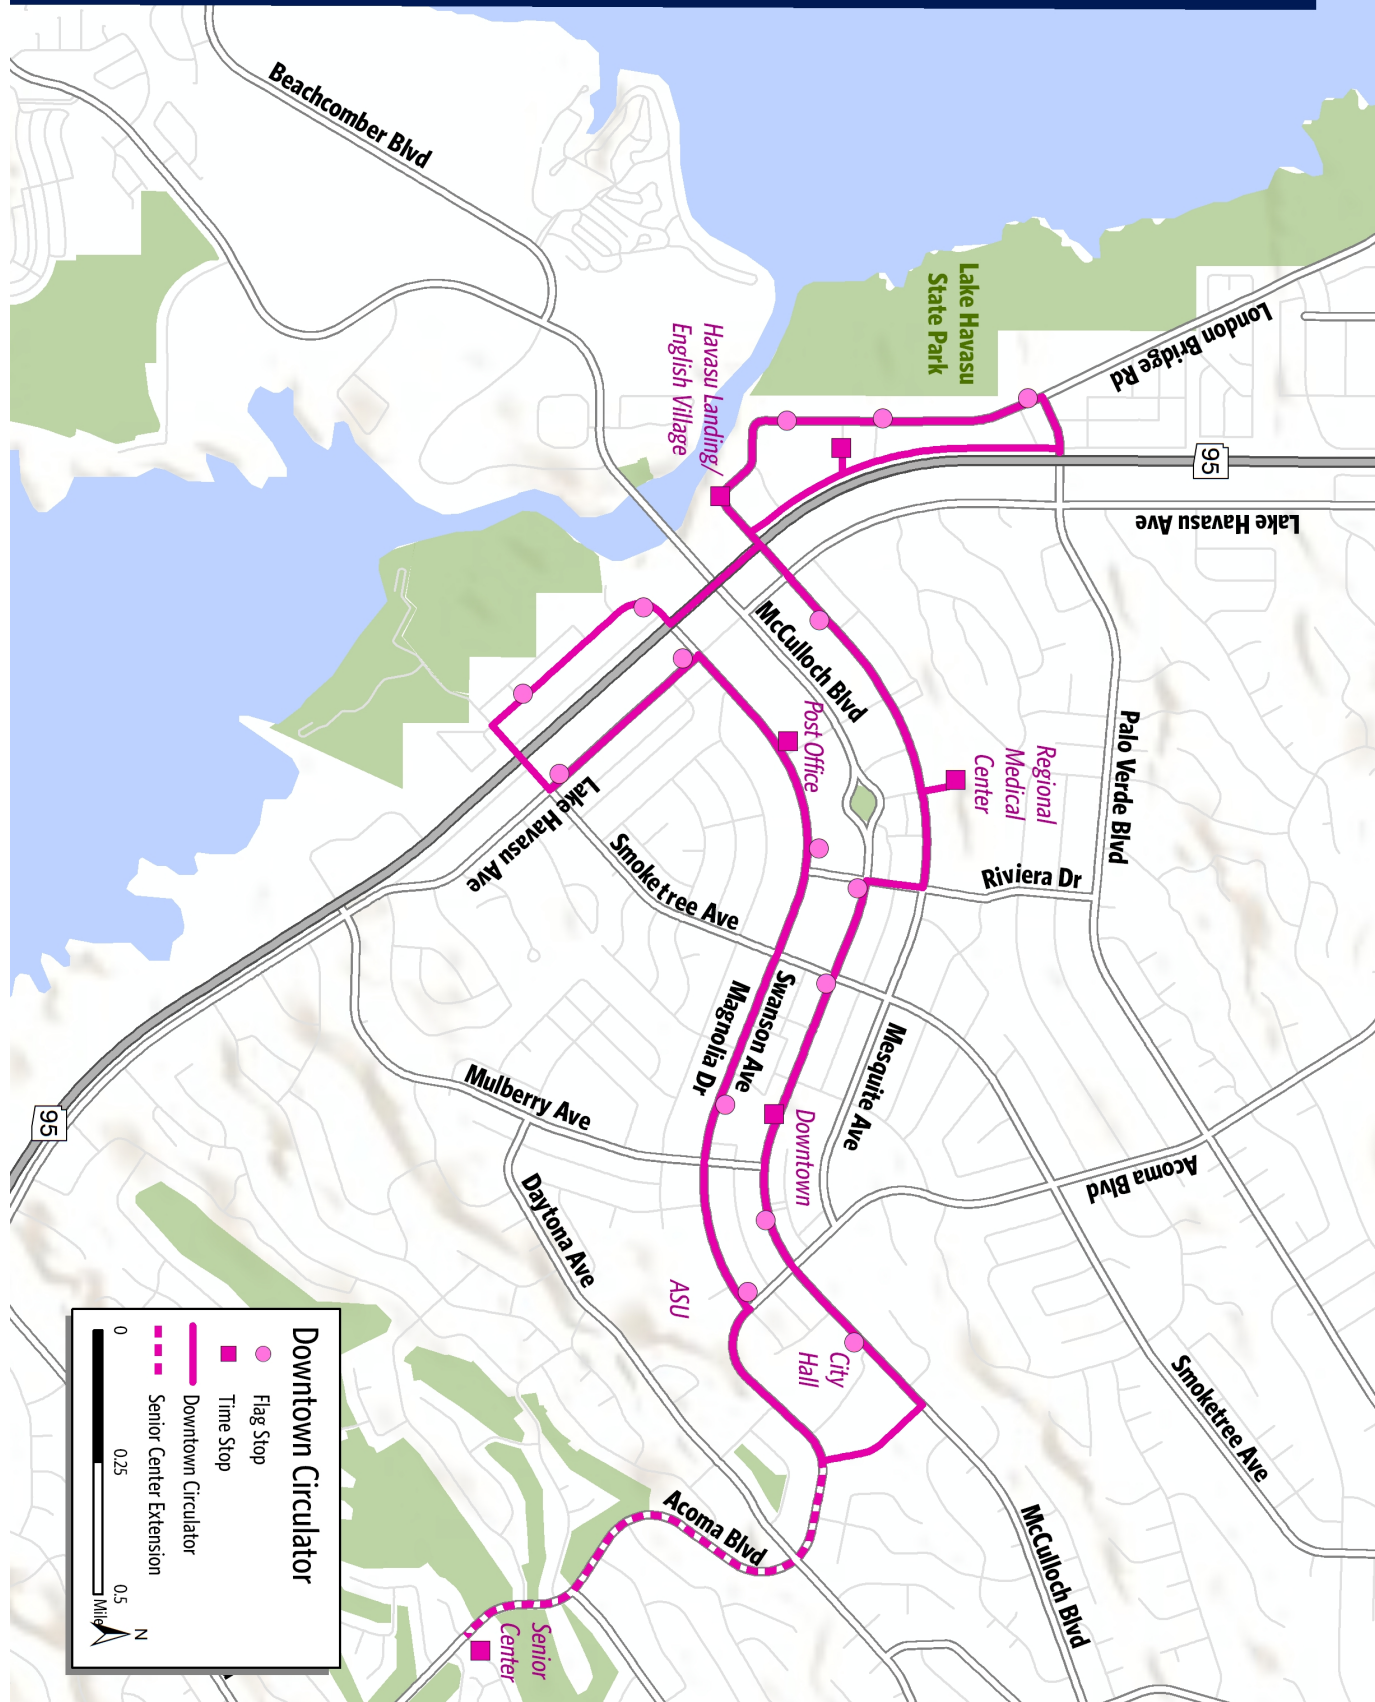 Beachcomber Blvd
London Bridge Rd
Lake Havasu
State Park
Havasu Landing/
English Village
95
Lake Havasu Ave
McCulloch Blvd
Palo Verde Blvd
Post Office
Regional
Medical
Center
Riviera Dr
Lake Havasu Ave
Smoketree Ave
Swanson Ave
Magnolia Dr
Mesquite Ave
Mulberry Ave
95
Downtown
Acoma Blvd
Daytona Ave
ASU
City
Hall
Smoketree Ave
McCulloch Blvd
Acoma Blvd
Senior
Center
Downtown Circulator
Flag Stop
Time Stop
Downtown Circulator
Senior Center Extension
0 0.25 0.5
Mile
N